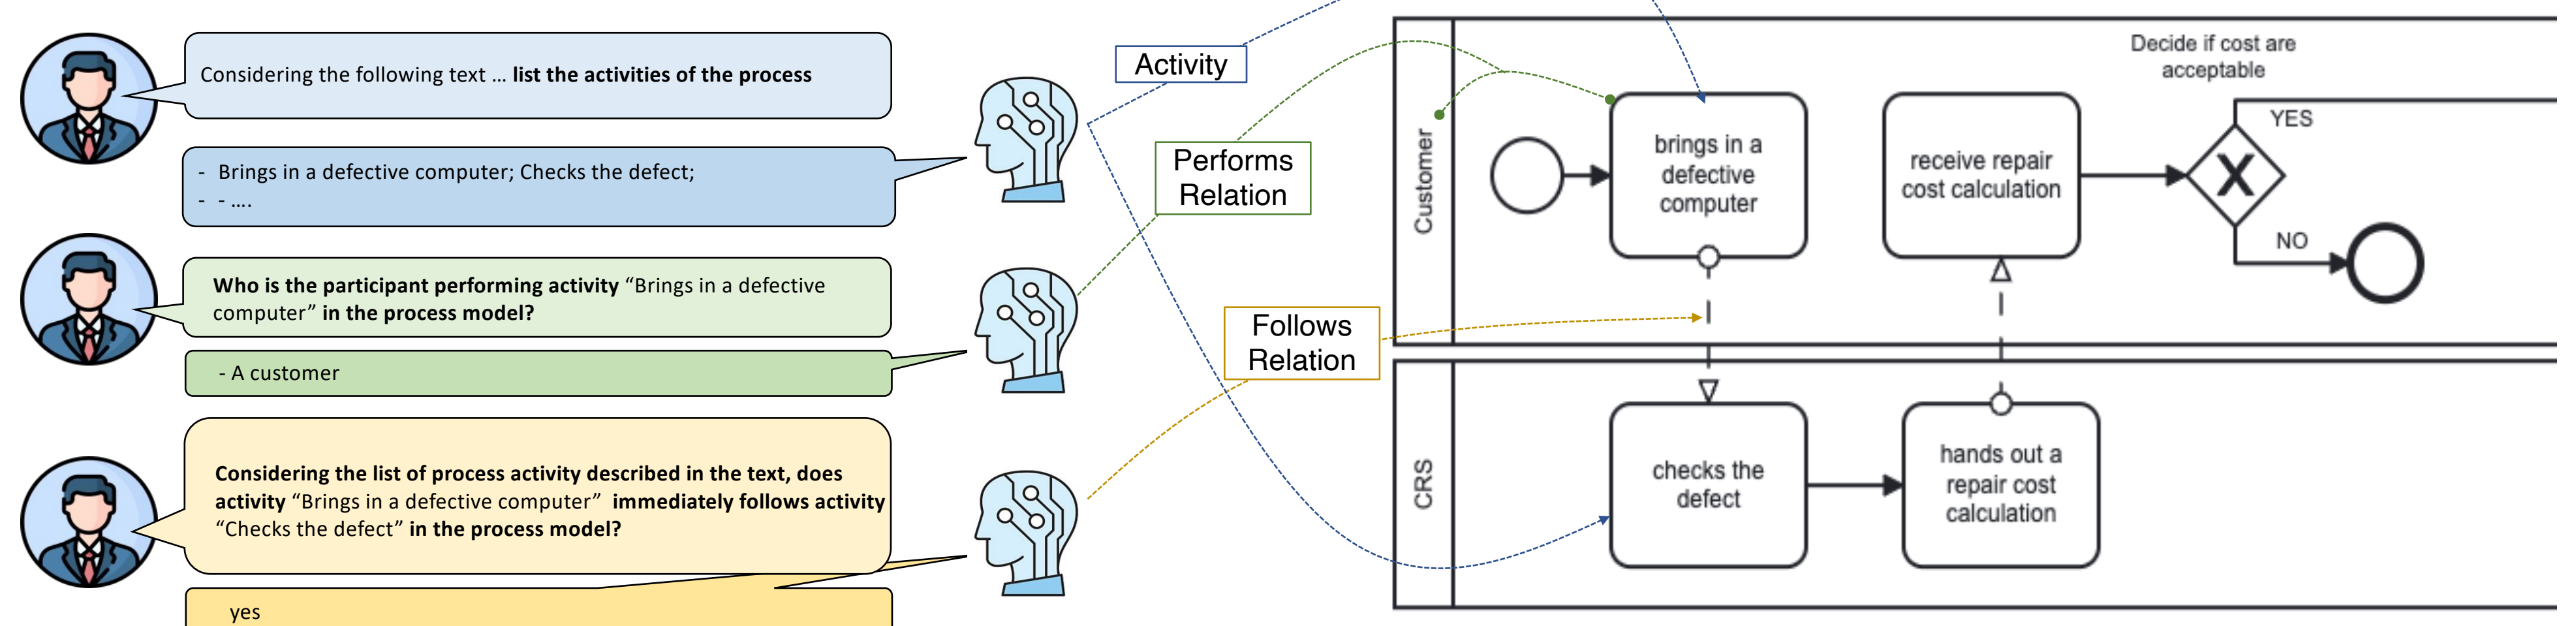 Considering the following text ... list the activities of the process
- Brings in a defective computer; Checks the defect;
- - ....
Who is the participant performing activity “Brings in a defective
computer” in the process model?
- A customer
Considering the list of process activity described in the text, does
activity “Brings in a defective computer” immediately follows activity
“Checks the defect” in the process model?
yes
Activity
Performs
Relation
Follows
Relation
Customer
brings in a
defective
computer
receive repair
cost calculation
Decide if cost are
acceptable
YES
X
NO
CRS
checks the
defect
hands out a
repair cost
calculation